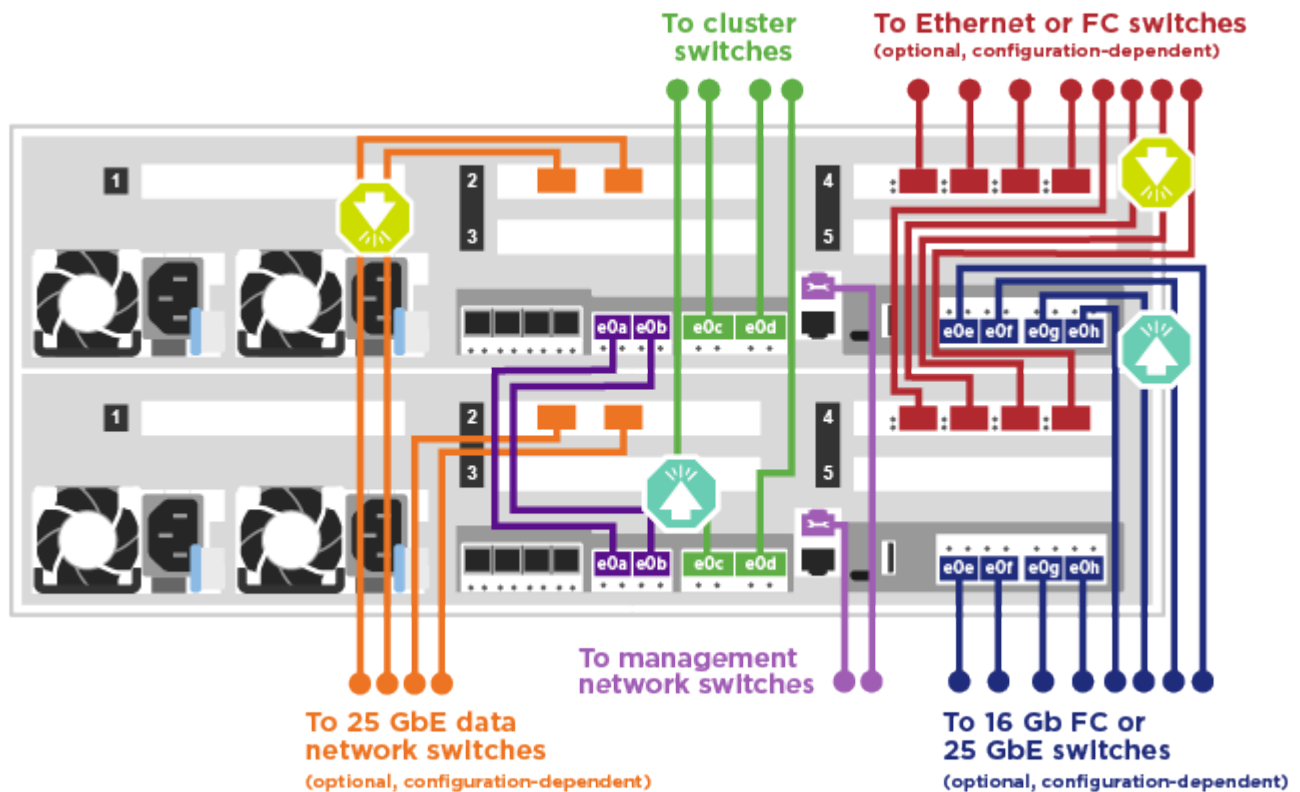 To cluster
switches
To Ethernet or FC switches
(optional, configuration-dependent)
1
2
3
4
5
e0a
e0b
e0c
e0d
e0e
e0f
e0g
e0h
1
2
3
4
5
e0a
e0b
e0c
e0d
e0e
e0f
e0g
e0h
To management
network switches
To 25 GbE data
network switches
(optional, configuration-dependent)
To 16 Gb FC or
25 GbE switches
(optional, configuration-dependent)